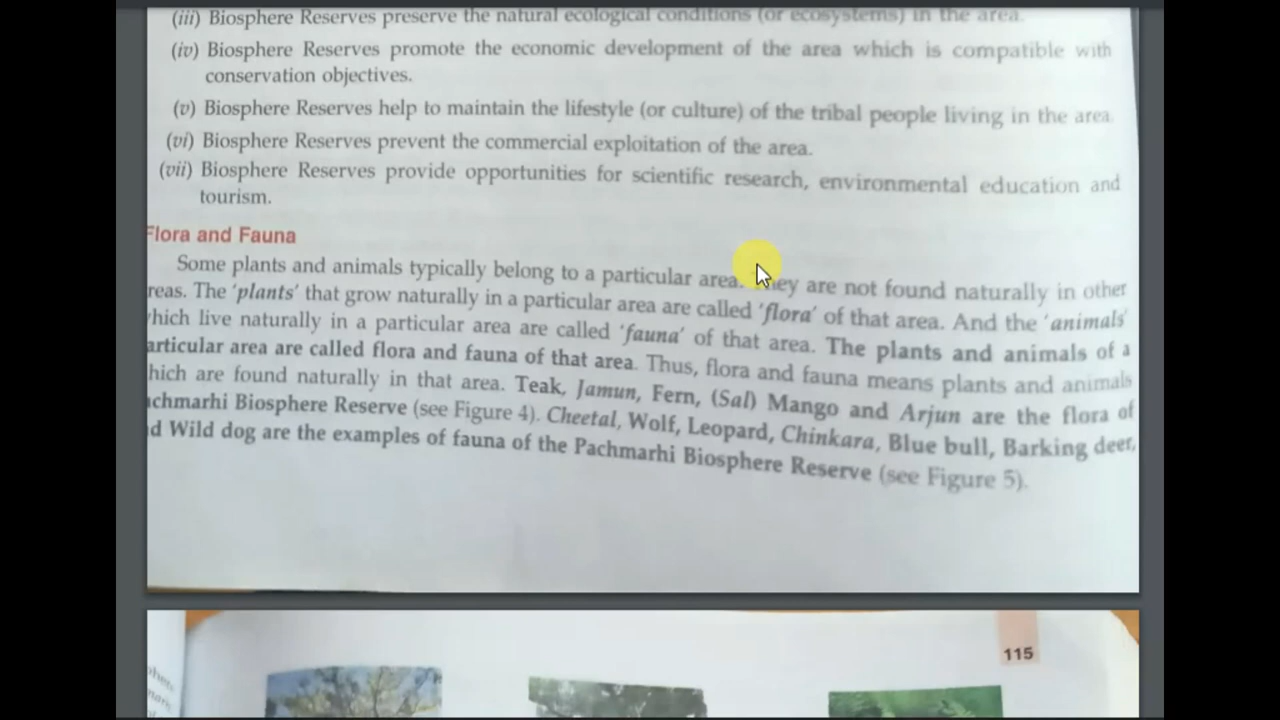 (iii) Biosphere Reserves preserve the natural ecological conditions (or ecosystems) in the area.
(iv) Biosphere Reserves promote the economic development of the area which is compatible with
conservation objectives.
(v) Biosphere Reserves help to maintain the lifestyle (or culture) of the tribal people living in the area.
(vi) Biosphere Reserves prevent the commercial exploitation of the area.
(vii) Biosphere Reserves provide opportunities for scientific research, environmental education and
tourism.
Flora and Fauna
Some plants and animals typically belong to a particular area. hey are not found naturally in other
reas. The 'plants' that grow naturally in a particular area are called 'flora' of that area. And the 'animals'
hich live naturally in a particular area are called 'fauna' of that area. The plants and animals of a
articular area are called flora and fauna of that area. Thus, flora and fauna means plants and animals
hich are found naturally in that area. Teak, Jamun, Fern, (Sal) Mango and Arjun are the flora of
achmarhi Biosphere Reserve (see Figure 4). Cheetal, Wolf, Leopard, Chinkara, Blue bull, Barking deer,
d Wild dog are the examples of fauna of the Pachmarhi Biosphere Reserve (see Figure 5).
115